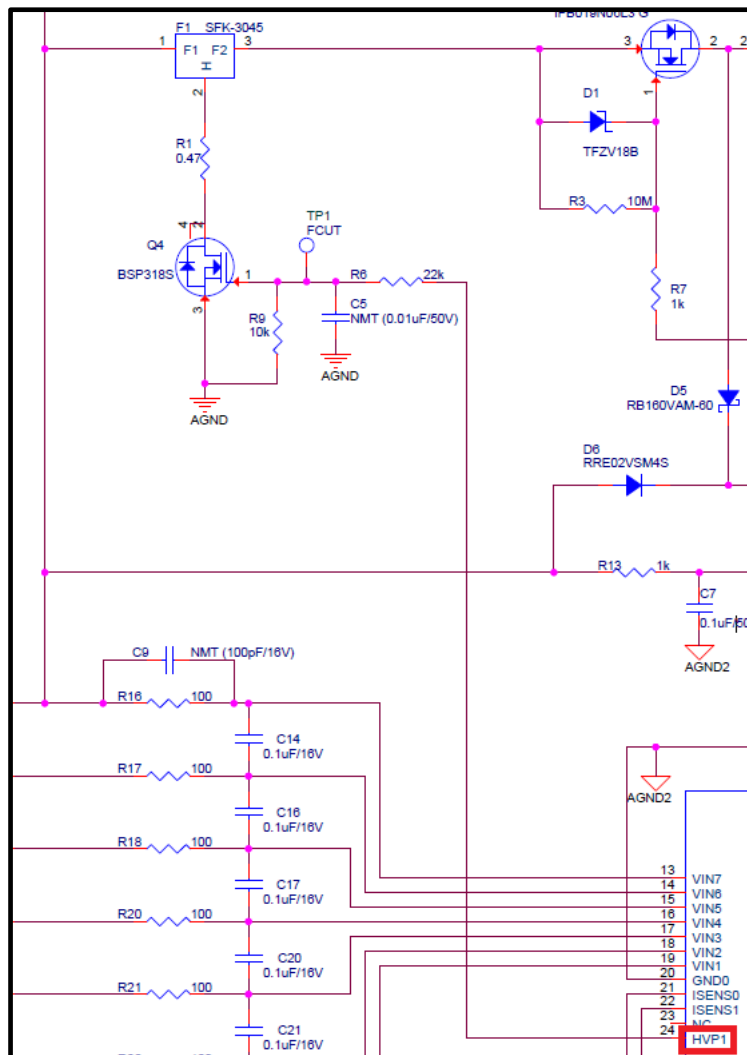 F1 SFK-3045
IPB019N06L3 G
1 F1 F2 3
H
2
3 2 2
1
D1
TFZV18B
R1
0.47
R3 10M
TP1
FCUT
4 2
Q4
BSP318S
1
3
R6 22k
R7
1k
C5
NMT (0.01uF/50V)
R9
10k
AGND
AGND
D5
RB160VAM-60
D6
RRE02VSM4S
R13 1k
C7
0.1uF/50
AGND2
C9 NMT (100pF/16V)
R16 100
C14
0.1uF/16V
R17 100
AGND2
C16
0.1uF/16V
R18 100
C17
0.1uF/16V
R20 100
C20
0.1uF/16V
R21 100
C21
0.1uF/16V
13 VIN7
14 VIN6
15 VIN5
16 VIN4
17 VIN3
18 VIN2
19 VIN1
20 GND0
21 ISENS0
22 ISENS1
23 NC
24 HVP1